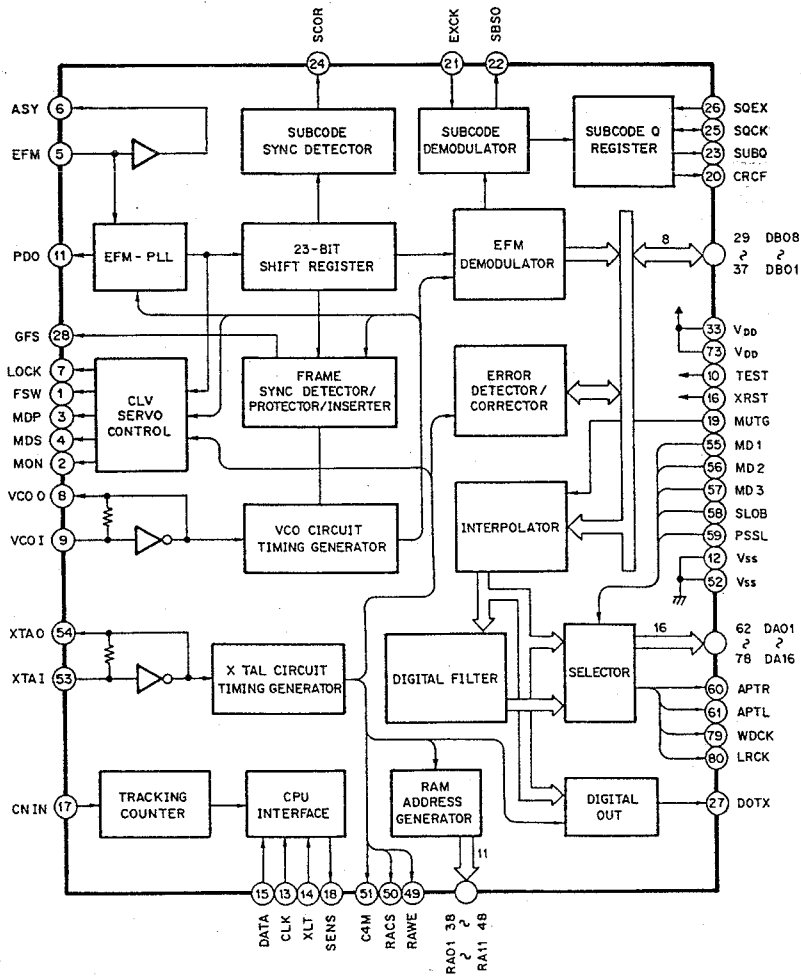 SCOR
EXCK
SBSO
24
21
22
ASY 6
EFM 5
SUBCODE
SYNC DETECTOR
SUBCODE
DEMODULATOR
SUBCODE Q
REGISTER
26 SQEX
25 SQCK
23 SUBQ
20 CRCF
PDO 11
EFM-PLL
23-BIT
SHIFT REGISTER
EFM
DEMODULATOR
8
29 DB08
≀ ≀
37 DB01
GFS 28
LOCK 7
FSW 1
MDP 3
MDS 4
MON 2
CLV
SERVO
CONTROL
FRAME
SYNC DETECTOR/
PROTECTOR/INSERTER
ERROR
DETECTOR/
CORRECTOR
33 VDD
73 VDD
10 TEST
16 XRST
19 MUTG
55 MD1
56 MD2
57 MD3
58 SLOB
59 PSSL
12 Vss
52 Vss
VCOO 8
VCOI 9
VCO CIRCUIT
TIMING GENERATOR
INTERPOLATOR
XTAO 54
XTAI 53
X TAL CIRCUIT
TIMING GENERATOR
DIGITAL FILTER
SELECTOR
16
62 DA01
≀ ≀
78 DA16
60 APTR
61 APTL
79 WDCK
80 LRCK
CNIN 17
TRACKING
COUNTER
CPU
INTERFACE
RAM
ADDRESS
GENERATOR
DIGITAL
OUT
27 DOTX
11
15
13
14
18
51
50
49
DATA
CLK
XLT
SENS
C4M
RACS
RAWE
RA01 38
≀ ≀
RA11 48